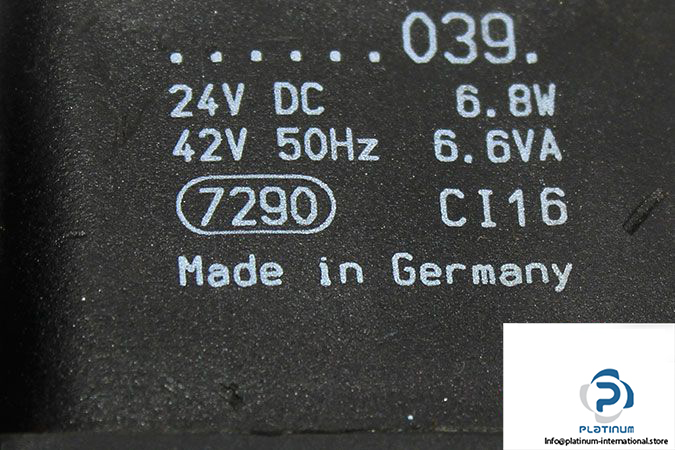 . . . . . . . 039.
24V DC 6.8W
42V 50Hz 6.6VA
7290 CI16
Made in Germany
PLATINUM
Info@platinum-international.store